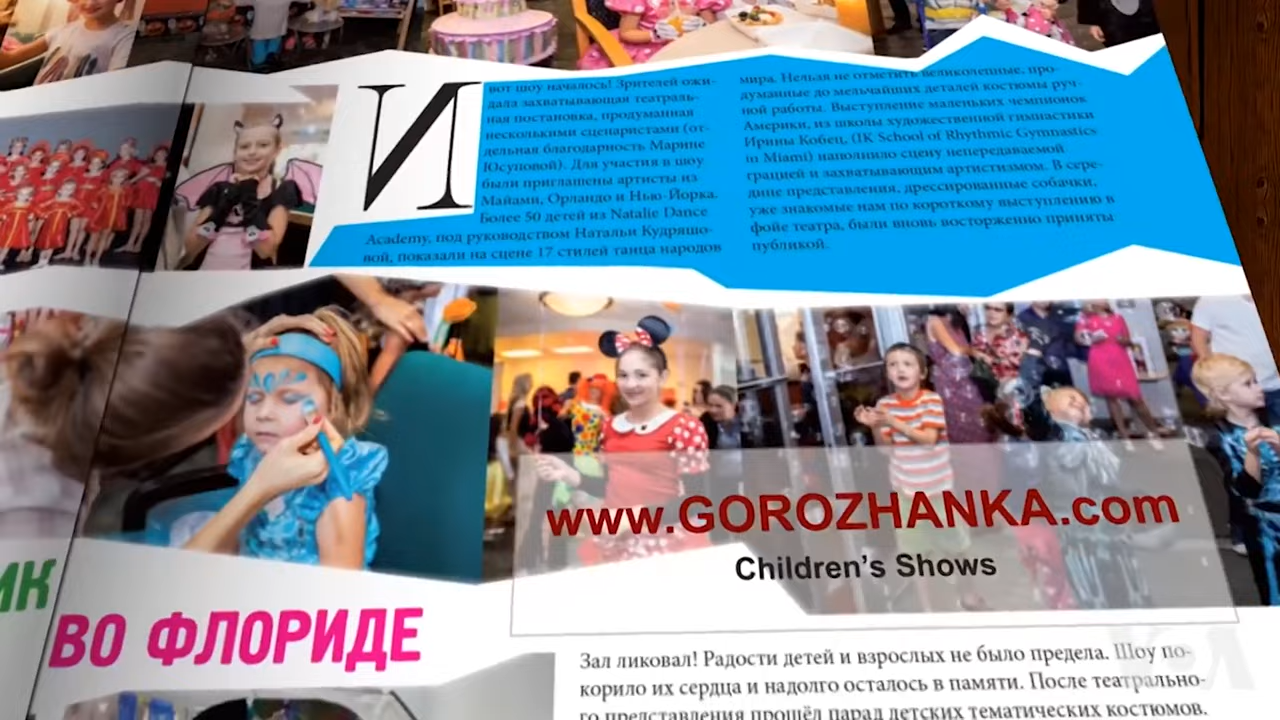 И
вот шоу началось! Зрителей ожи-
дала захватывающая театраль-
ная постановка, продуманная
несколькими сценаристами (от-
дельная благодарность Марине
Юсуповой). Для участия в шоу
были приглашены артисты из
Майами, Орландо и Нью-Йорка.
Более 50 детей из Natalie Dance
Academy, под руководством Натальи Кудряшо-
вой, показали на сцене 17 стилей танца народов
мира. Нельзя не отметить великолепные, про-
думанные до мельчайших деталей костюмы руч-
ной работы. Выступление маленьких чемпионок
Америки, из школы художественной гимнастики
Ирины Кобец, (IK School of Rhythmic Gymnastics
in Miami) наполнило сцену непередаваемой
грацией и захватывающим артистизмом. В сере-
дине представления, дрессированные собачки,
уже знакомые нам по короткому выступлению в
фойе театра, были вновь восторженно приняты
публикой.
www.GOROZHANKA.com
Children's Shows
ИК
ВО ФЛОРИДЕ
Зал ликовал! Радости детей и взрослых не было предела. Шоу по-
корило их сердца и надолго осталось в памяти. После театрально-
го представления прошёл парад детских тематических костюмов.
VOA